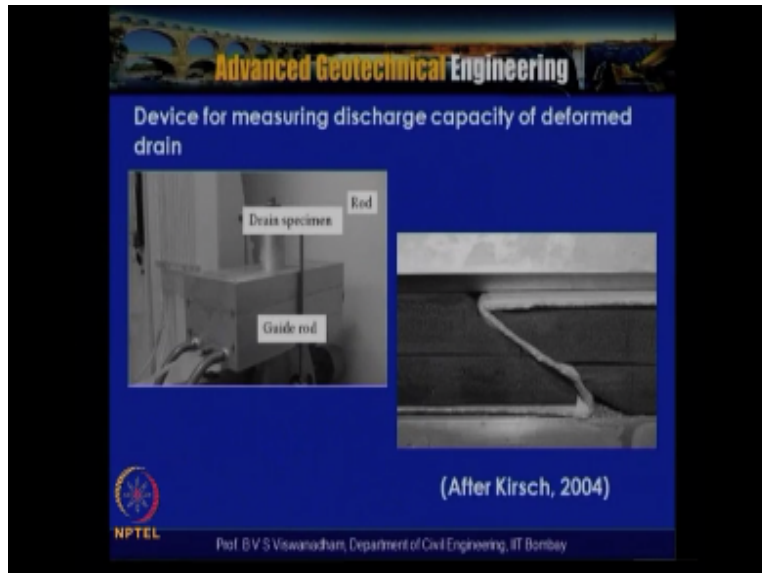 Advanced Geotechnical Engineering
Device for measuring discharge capacity of deformed
drain
Rod
Drain specimen
Guide rod
(After Kirsch, 2004)
NPTEL
Prof. B V S Viswanadham, Department of Civil Engineering, IIT Bombay